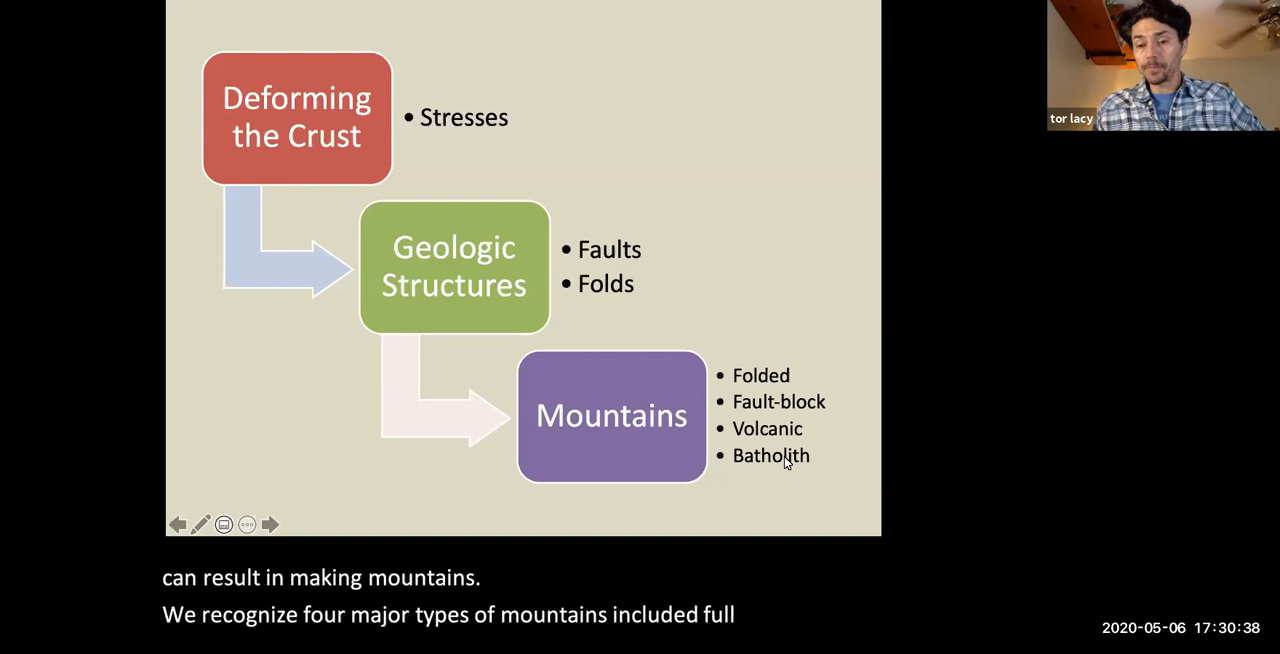 Deforming
the Crust
• Stresses
Geologic
Structures
• Faults
• Folds
Mountains
• Folded
• Fault-block
• Volcanic
• Batholith
tor lacy
can result in making mountains.
We recognize four major types of mountains included full
2020-05-06 17:30:38